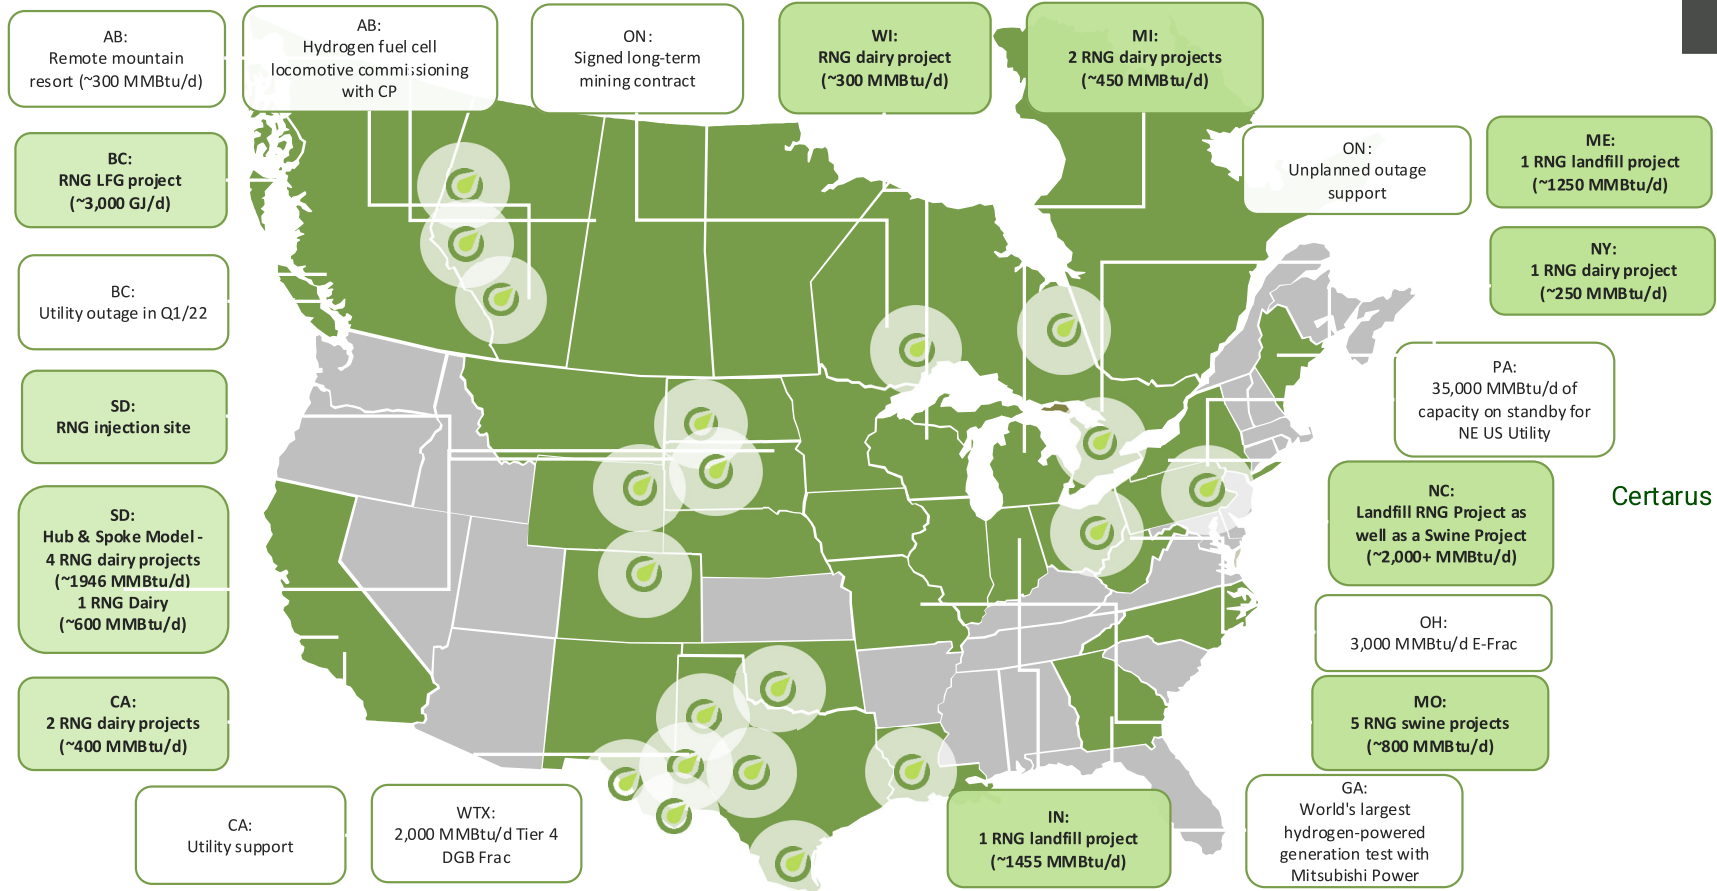 AB:
Remote mountain
resort (~300 MMBtu/d)
AB:
Hydrogen fuel cell
locomotive commissioning
with CP
ON:
Signed long-term
mining contract
WI:
RNG dairy project
(~300 MMBtu/d)
MI:
2 RNG dairy projects
(~450 MMBtu/d)
ON:
Unplanned outage
support
ME:
1 RNG landfill project
(~1250 MMBtu/d)
BC:
RNG LFG project
(~3,000 GJ/d)
NY:
1 RNG dairy project
(~250 MMBtu/d)
BC:
Utility outage in Q1/22
PA:
35,000 MMBtu/d of
capacity on standby for
NE US Utility
SD:
RNG injection site
NC:
Landfill RNG Project as
well as a Swine Project
(~2,000+ MMBtu/d)
Certarus
SD:
Hub & Spoke Model -
4 RNG dairy projects
(~1946 MMBtu/d)
1 RNG Dairy
(~600 MMBtu/d)
OH:
3,000 MMBtu/d E-Frac
CA:
2 RNG dairy projects
(~400 MMBtu/d)
MO:
5 RNG swine projects
(~800 MMBtu/d)
CA:
Utility support
WTX:
2,000 MMBtu/d Tier 4
DGB Frac
IN:
1 RNG landfill project
(~1455 MMBtu/d)
GA:
World's largest
hydrogen-powered
generation test with
Mitsubishi Power